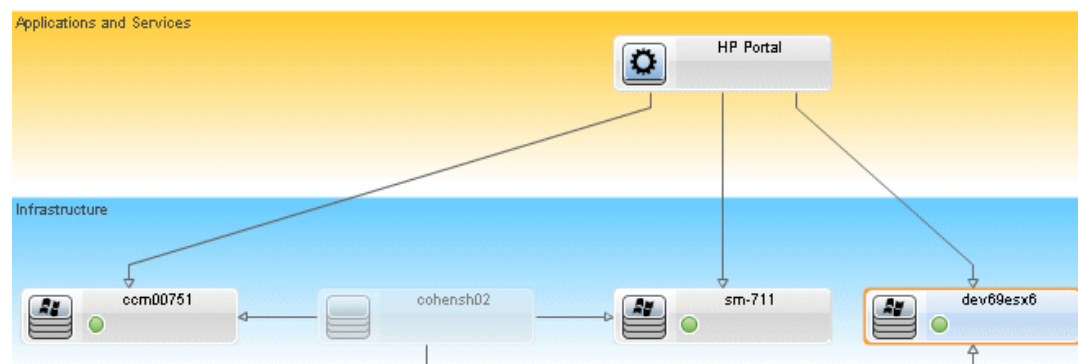 Applications and Services
HP Portal
Infrastructure
ccm00751
cohensh02
sm-711
dev69esx6